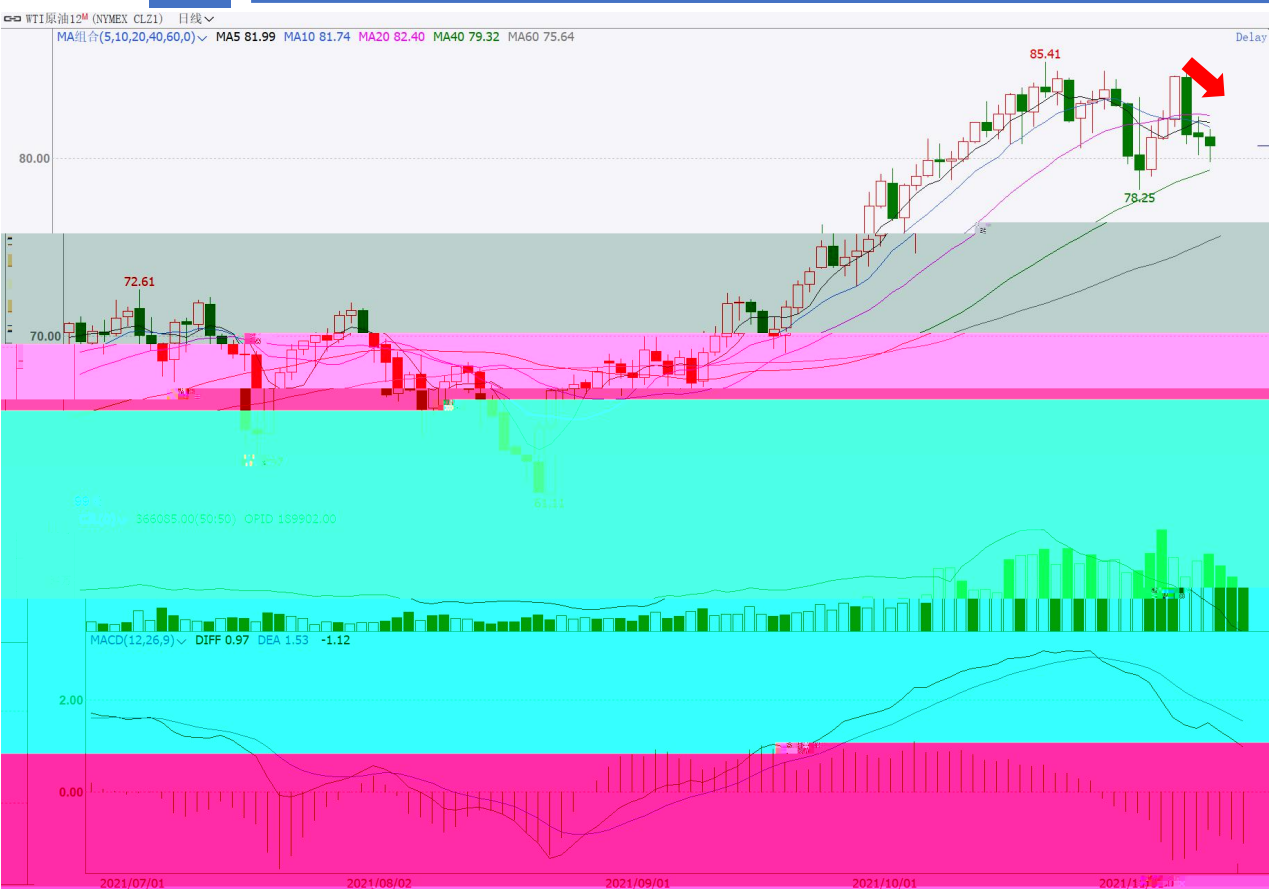 WTI原油12M (NYMEX CLZ1) 日线
MA组合(5,10,20,40,60,0) MA5 81.99 MA10 81.74 MA20 82.40 MA40 79.32 MA60 75.64
Delay
85.41
80.00
78.25
72.61
70.00
61.11
366085.00(50:50) OPID 189902.00
MACD(12,26,9) DIFF 0.97 DEA 1.53 -1.12
2.00
0.00
2021/07/01 2021/08/02 2021/09/01 2021/10/01